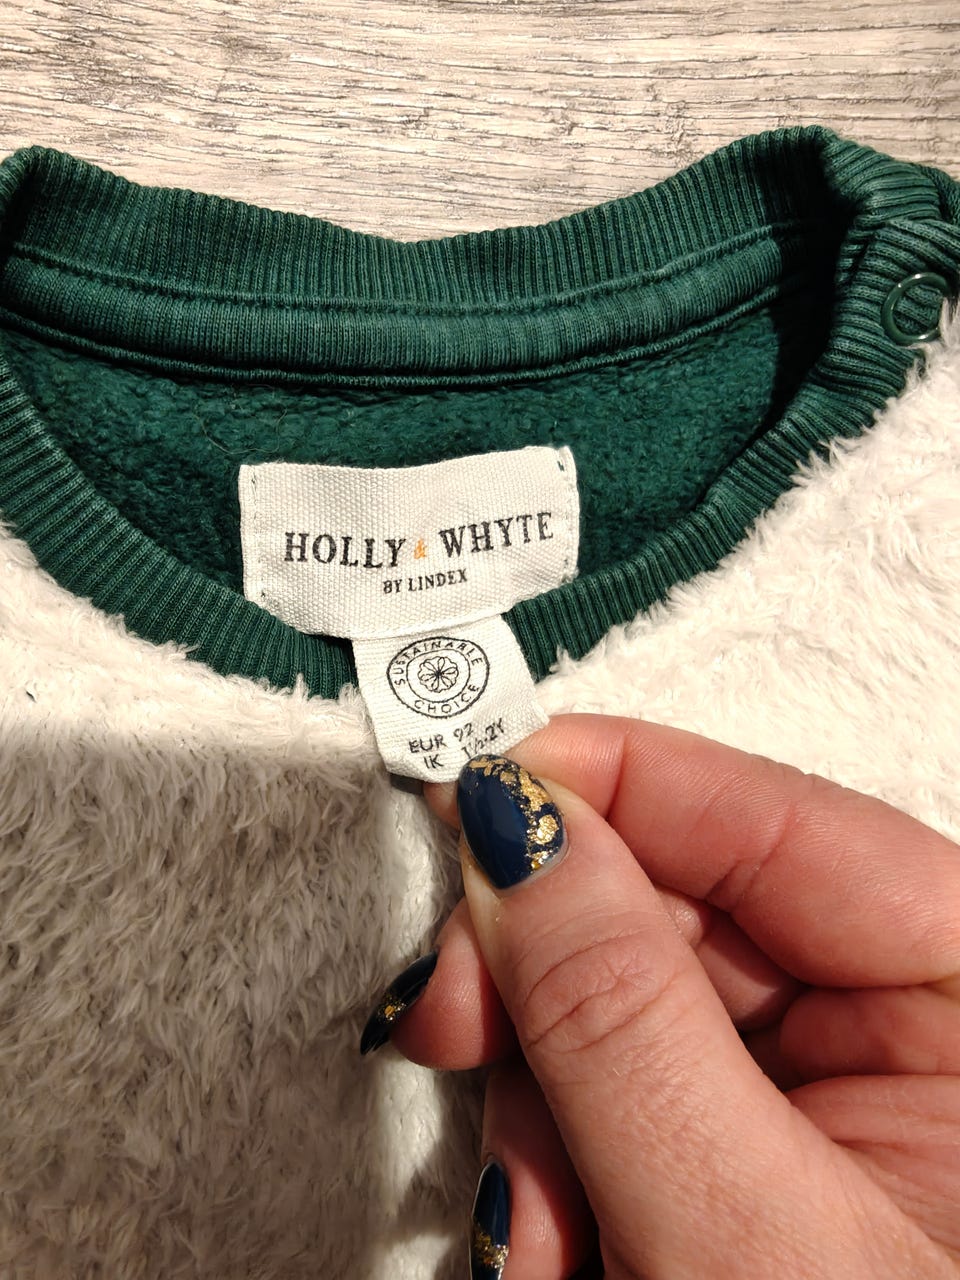 HOLLY & WHYTE
BY LINDEX
SUSTAINABLE
CHOICE
EUR 92
1½-2Y